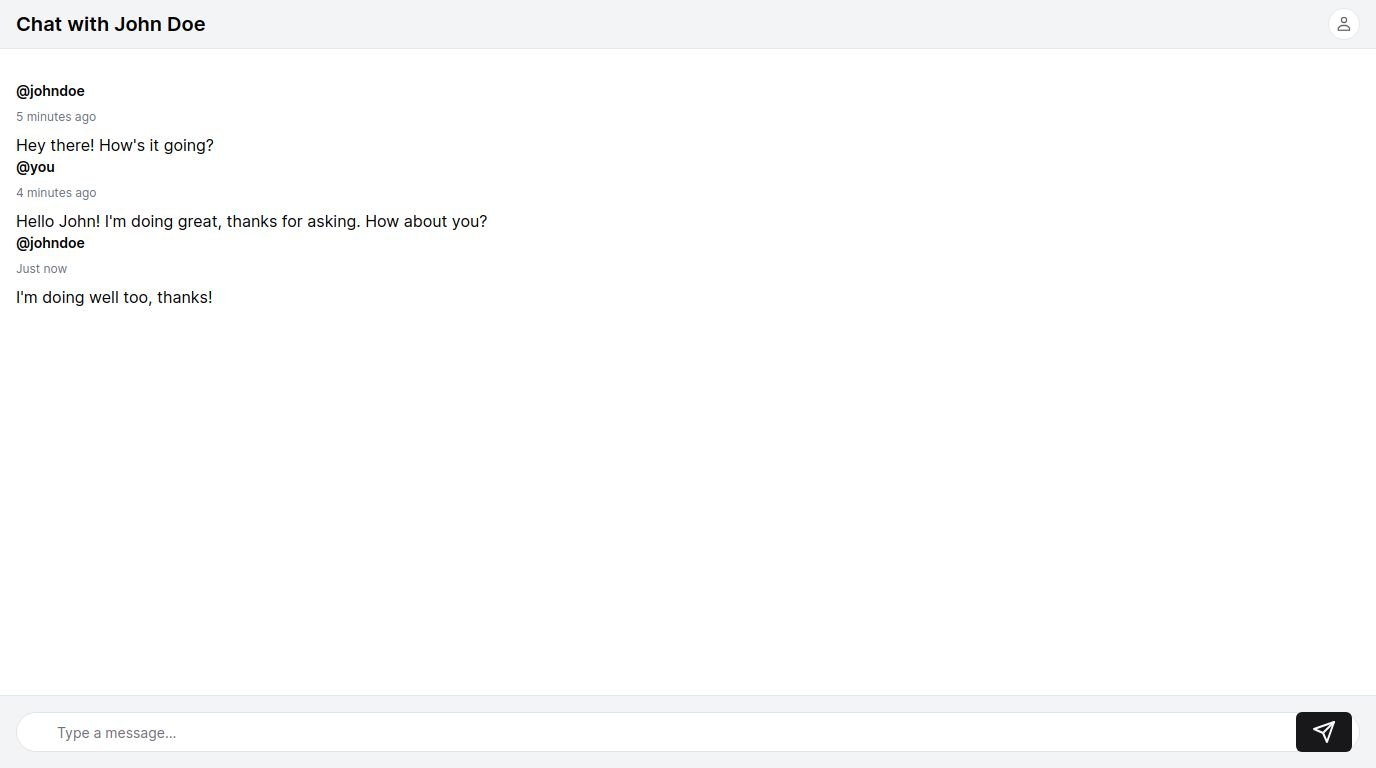 Chat with John Doe
@johndoe
5 minutes ago
Hey there! How's it going?
@you
4 minutes ago
Hello John! I'm doing great, thanks for asking. How about you?
@johndoe
Just now
I'm doing well too, thanks!
Type a message...